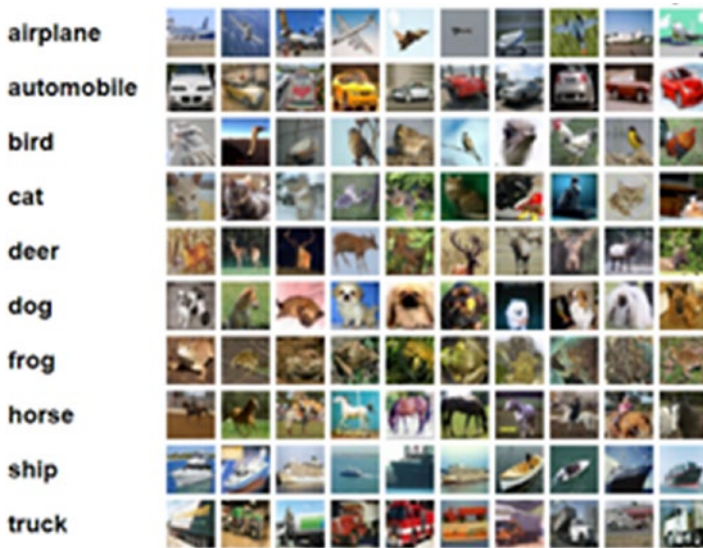 airplane
automobile
bird
cat
deer
dog
frog
horse
ship
truck